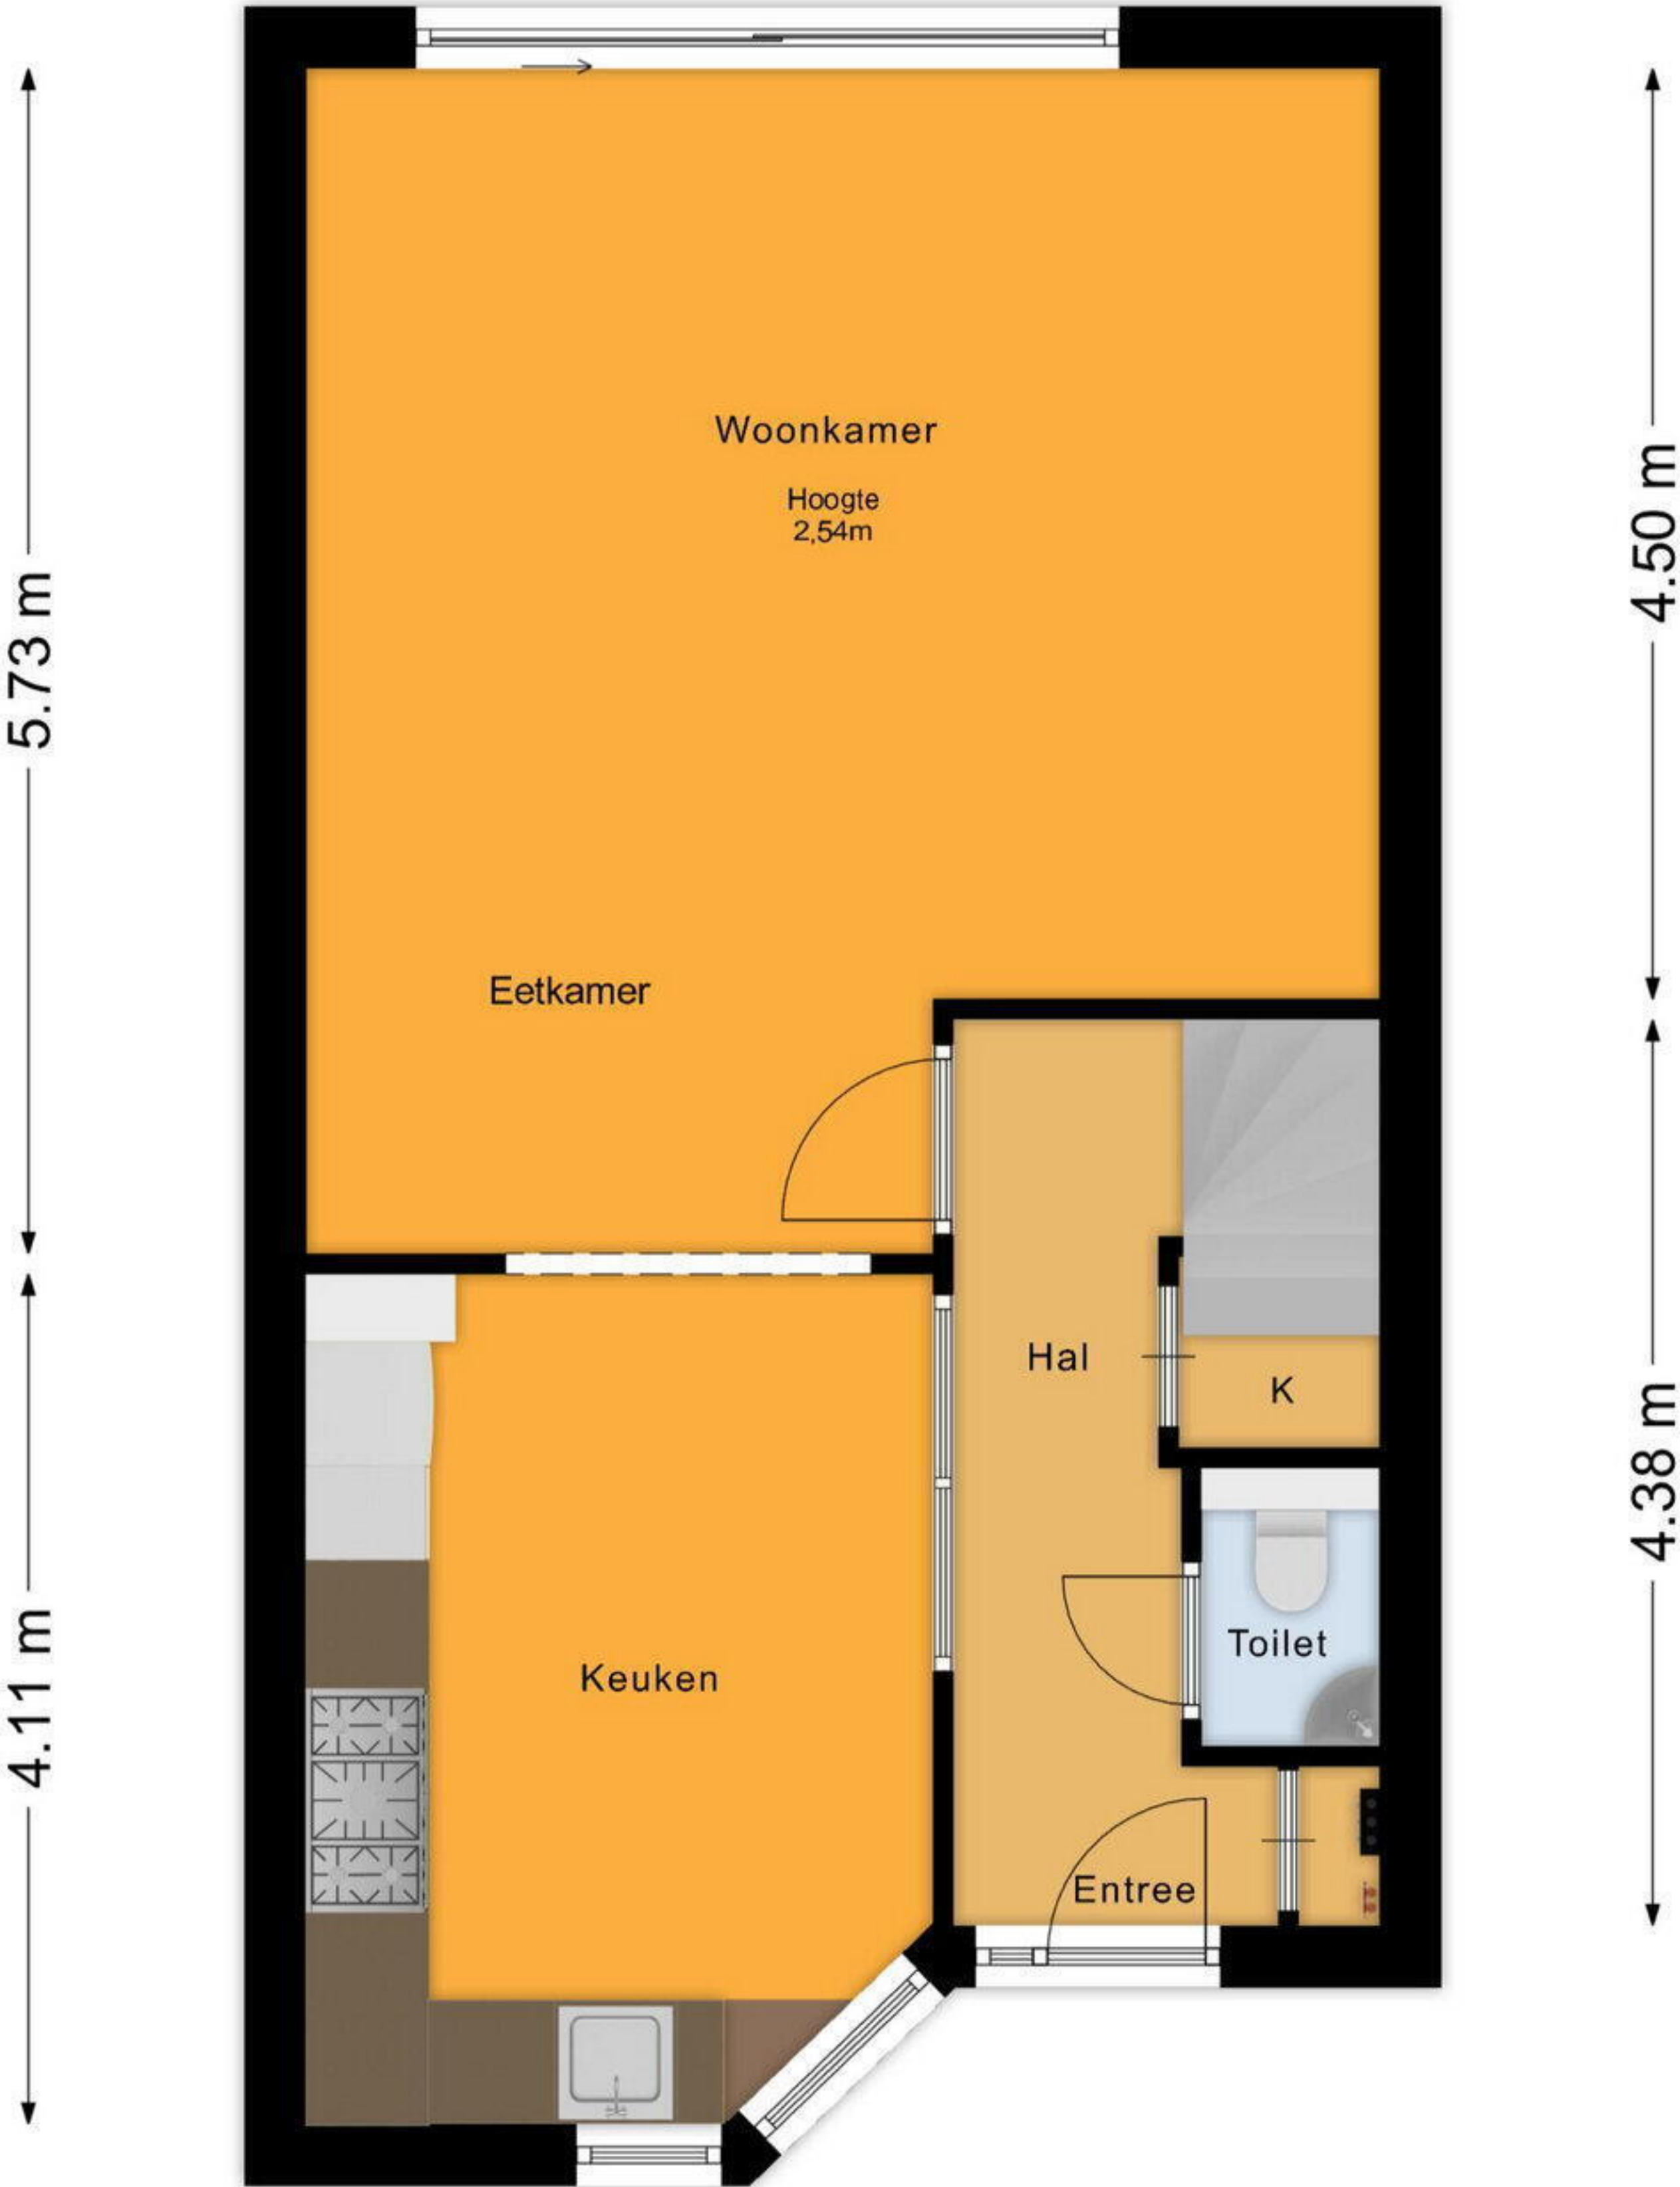 Woonkamer
Hoogte
2,54m
4.50 m
5.73 m
Eetkamer
Hal
K
4.38 m
Toilet
Keuken
4.11 m
Entree